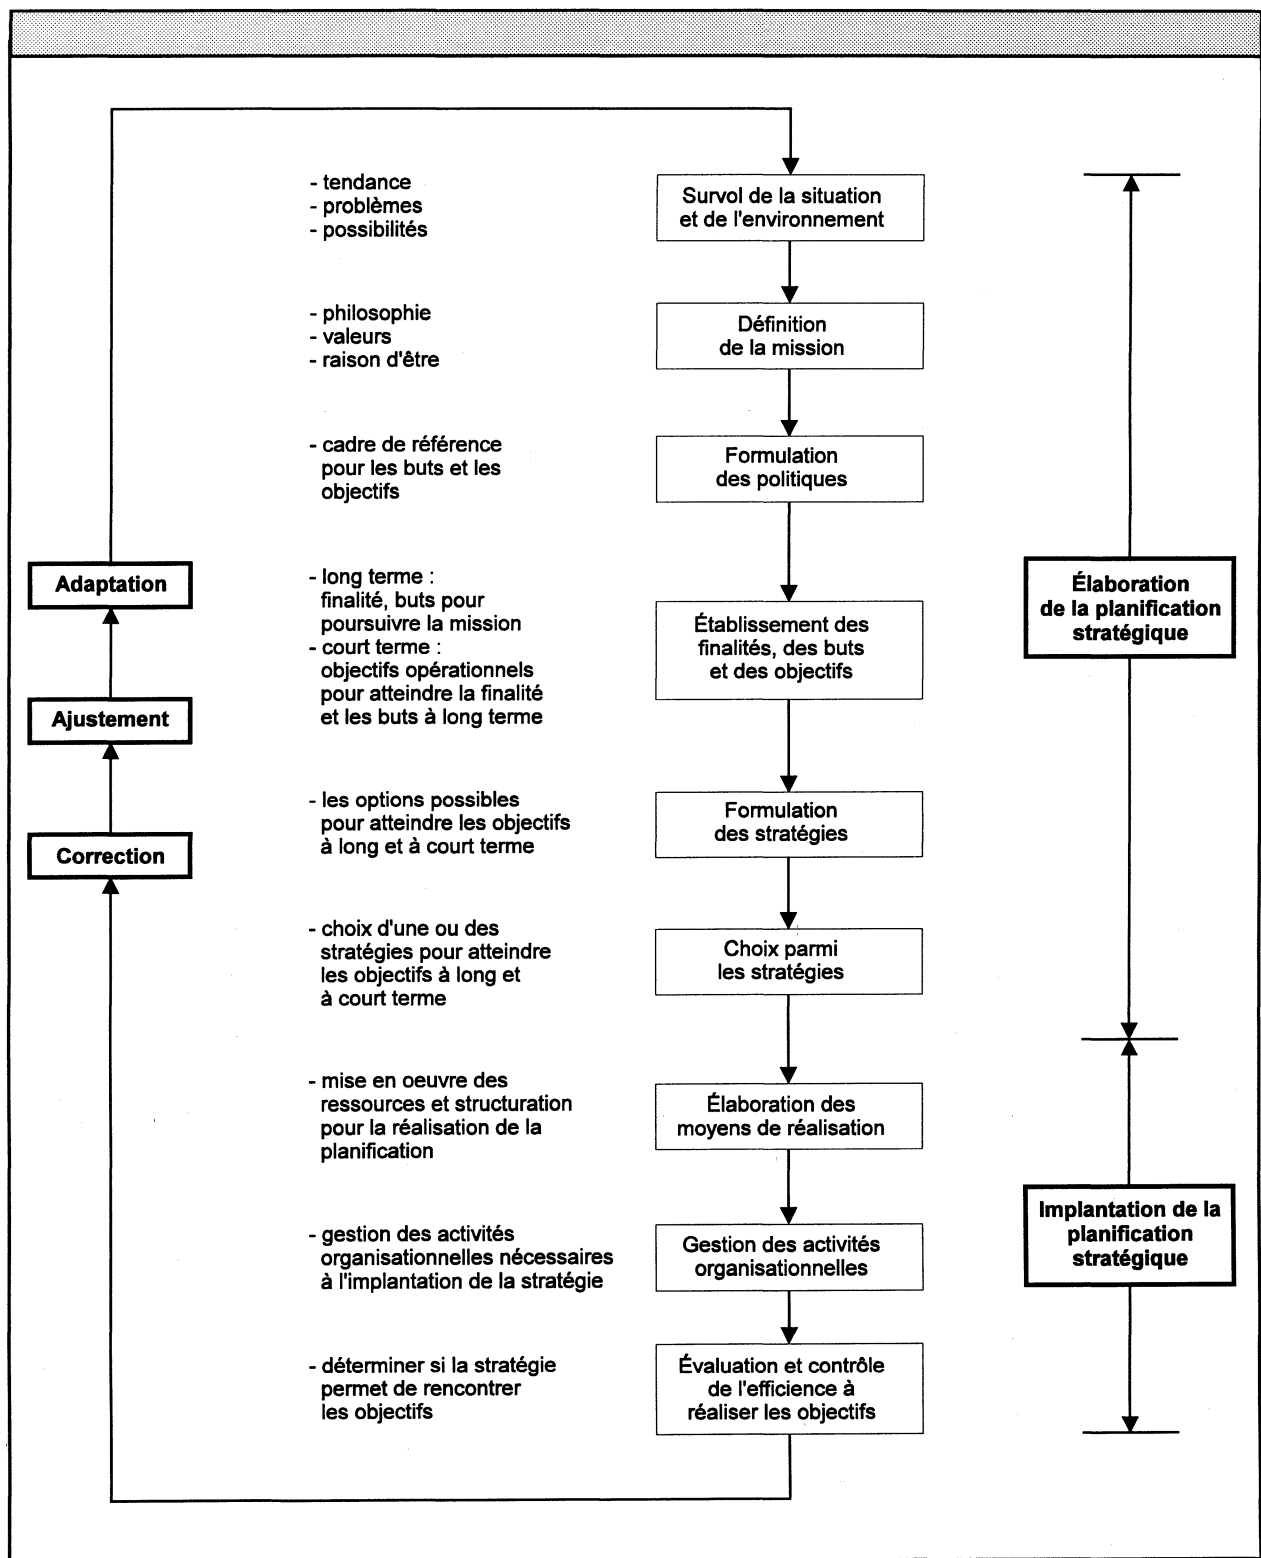 - tendance
- problèmes
- possibilités
Survol de la situation
et de l'environnement
- philosophie
- valeurs
- raison d'être
Définition
de la mission
- cadre de référence
pour les buts et les
objectifs
Formulation
des politiques
Adaptation
- long terme :
finalité, buts pour
poursuivre la mission
- court terme :
objectifs opérationnels
pour atteindre la finalité
et les buts à long terme
Établissement des
finalités, des buts
et des objectifs
Élaboration
de la planification
stratégique
Ajustement
- les options possibles
pour atteindre les objectifs
à long et à court terme
Formulation
des stratégies
Correction
- choix d'une ou des
stratégies pour atteindre
les objectifs à long et
à court terme
Choix parmi
les stratégies
- mise en oeuvre des
ressources et structuration
pour la réalisation de la
planification
Élaboration des
moyens de réalisation
- gestion des activités
organisationnelles nécessaires
à l'implantation de la stratégie
Gestion des activités
organisationnelles
Implantation de la
planification
stratégique
- déterminer si la stratégie
permet de rencontrer
les objectifs
Évaluation et contrôle
de l'efficience à
réaliser les objectifs